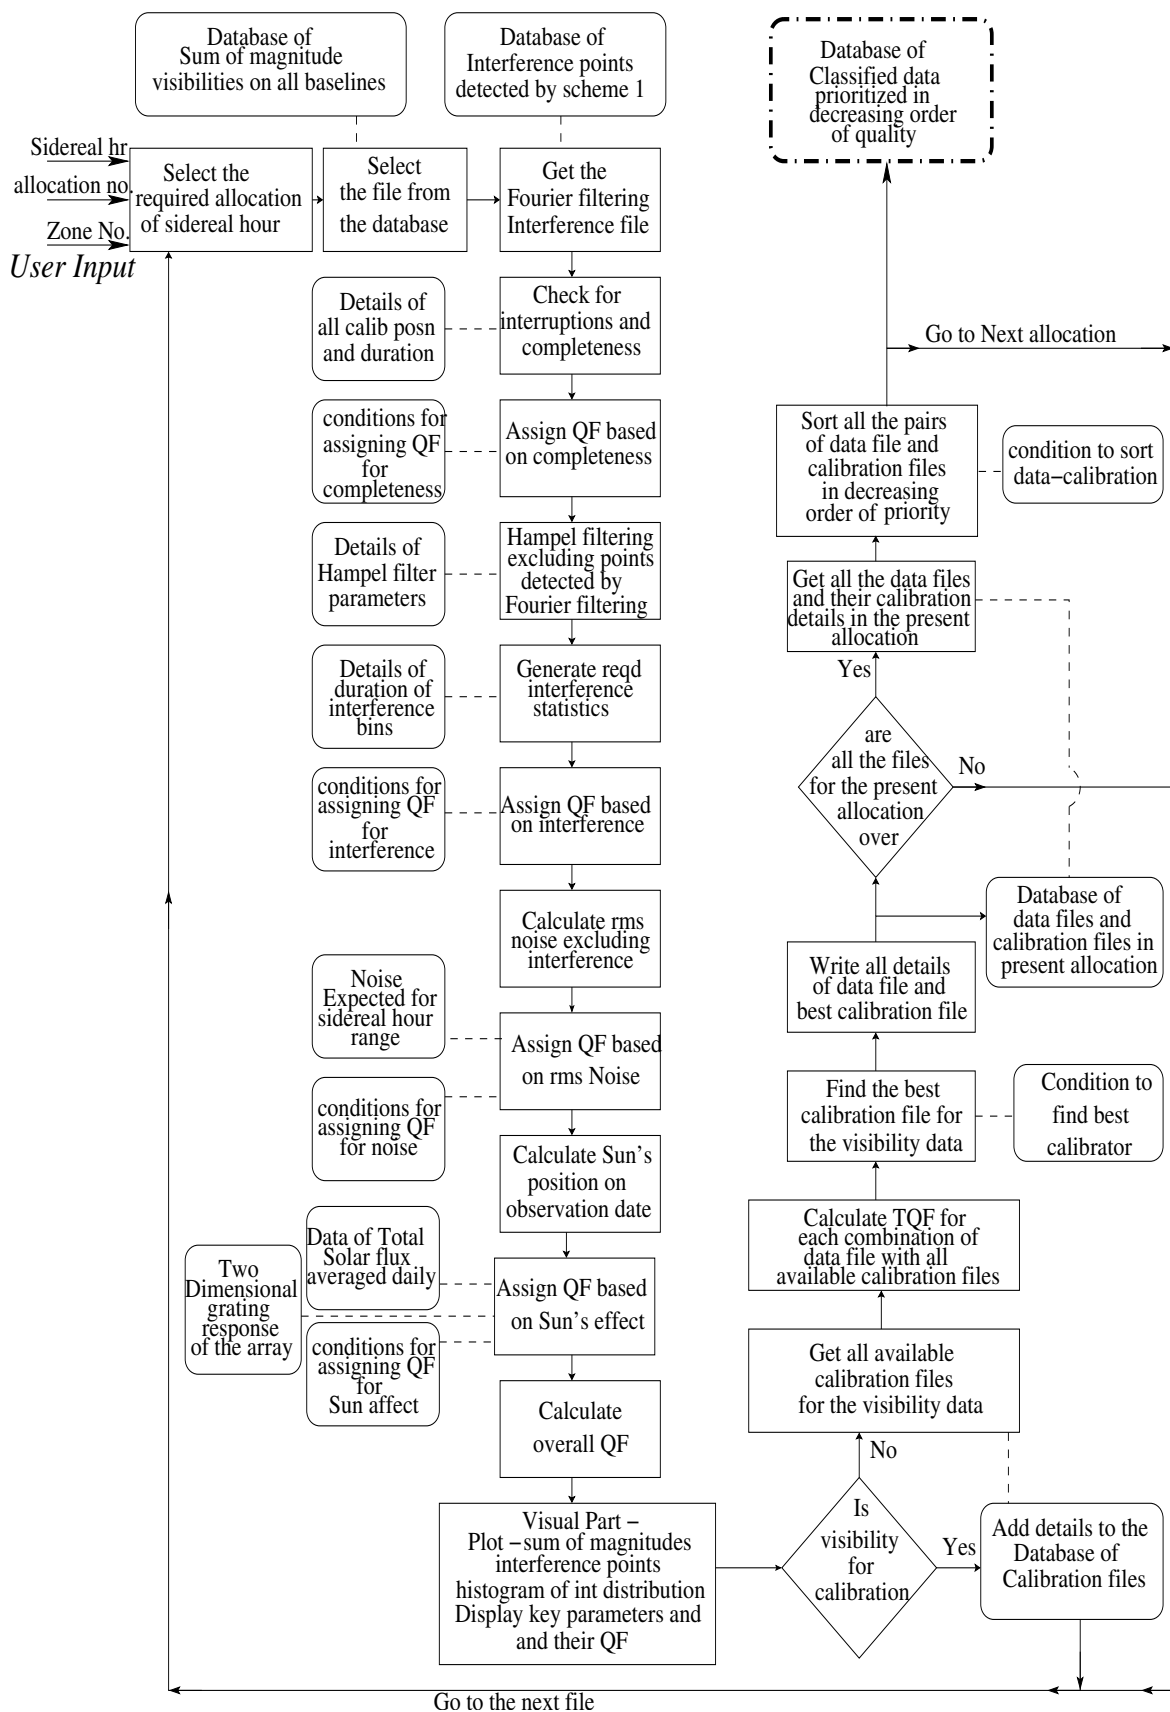 Database of
Sum of magnitude
visibilities on all baselines
Database of
Interference points
detected by scheme 1
Database of
Classified data
prioritized in
decreasing order
of quality
Sidereal hr
allocation no.
Zone No.
User Input
Select the
required allocation
of sidereal hour
Select
the file from
the database
Get the
Fourier filtering
Interference file
Details of
all calib posn
and duration
Check for
interruptions and
completeness
Go to Next allocation
conditions for
assigning QF
for
completeness
Assign QF based
on completeness
Sort all the pairs
of data file and
calibration files
in decreasing
order of priority
condition to sort
data-calibration
Details of
Hampel filter
parameters
Hampel filtering
excluding points
detected by
Fourier filtering
Get all the data files
and their calibration
details in the present
allocation
Yes
Details of
duration of
interference
bins
Generate reqd
interference
statistics
are
all the files
for the present
allocation
over
No
conditions for
assigning QF
for
interference
Assign QF based
on interference
Calculate rms
noise excluding
interference
Database of
data files and
calibration files in
present allocation
Write all details
of data file and
best calibration file
Noise
Expected for
sidereal hour
range
Assign QF based
on rms Noise
conditions for
assigning QF
for noise
Find the best
calibration file for
the visibility data
Condition to
find best
calibrator
Calculate Sun's
position on
observation date
Calculate TQF for
each combination of
data file with all
available calibration files
Data of Total
Solar flux
averaged daily
Two
Dimensional
grating
response
of the array
Assign QF based
on Sun's effect
conditions for
assigning QF
for
Sun affect
Get all available
calibration files
for the visibility data
Calculate
overall QF
No
Visual Part -
Plot - sum of magnitudes
interference points
histogram of int distribution
Display key parameters and
and their QF
Is
visibility
for
calibration
Yes
Add details to the
Database of
Calibration files
Go to the next file